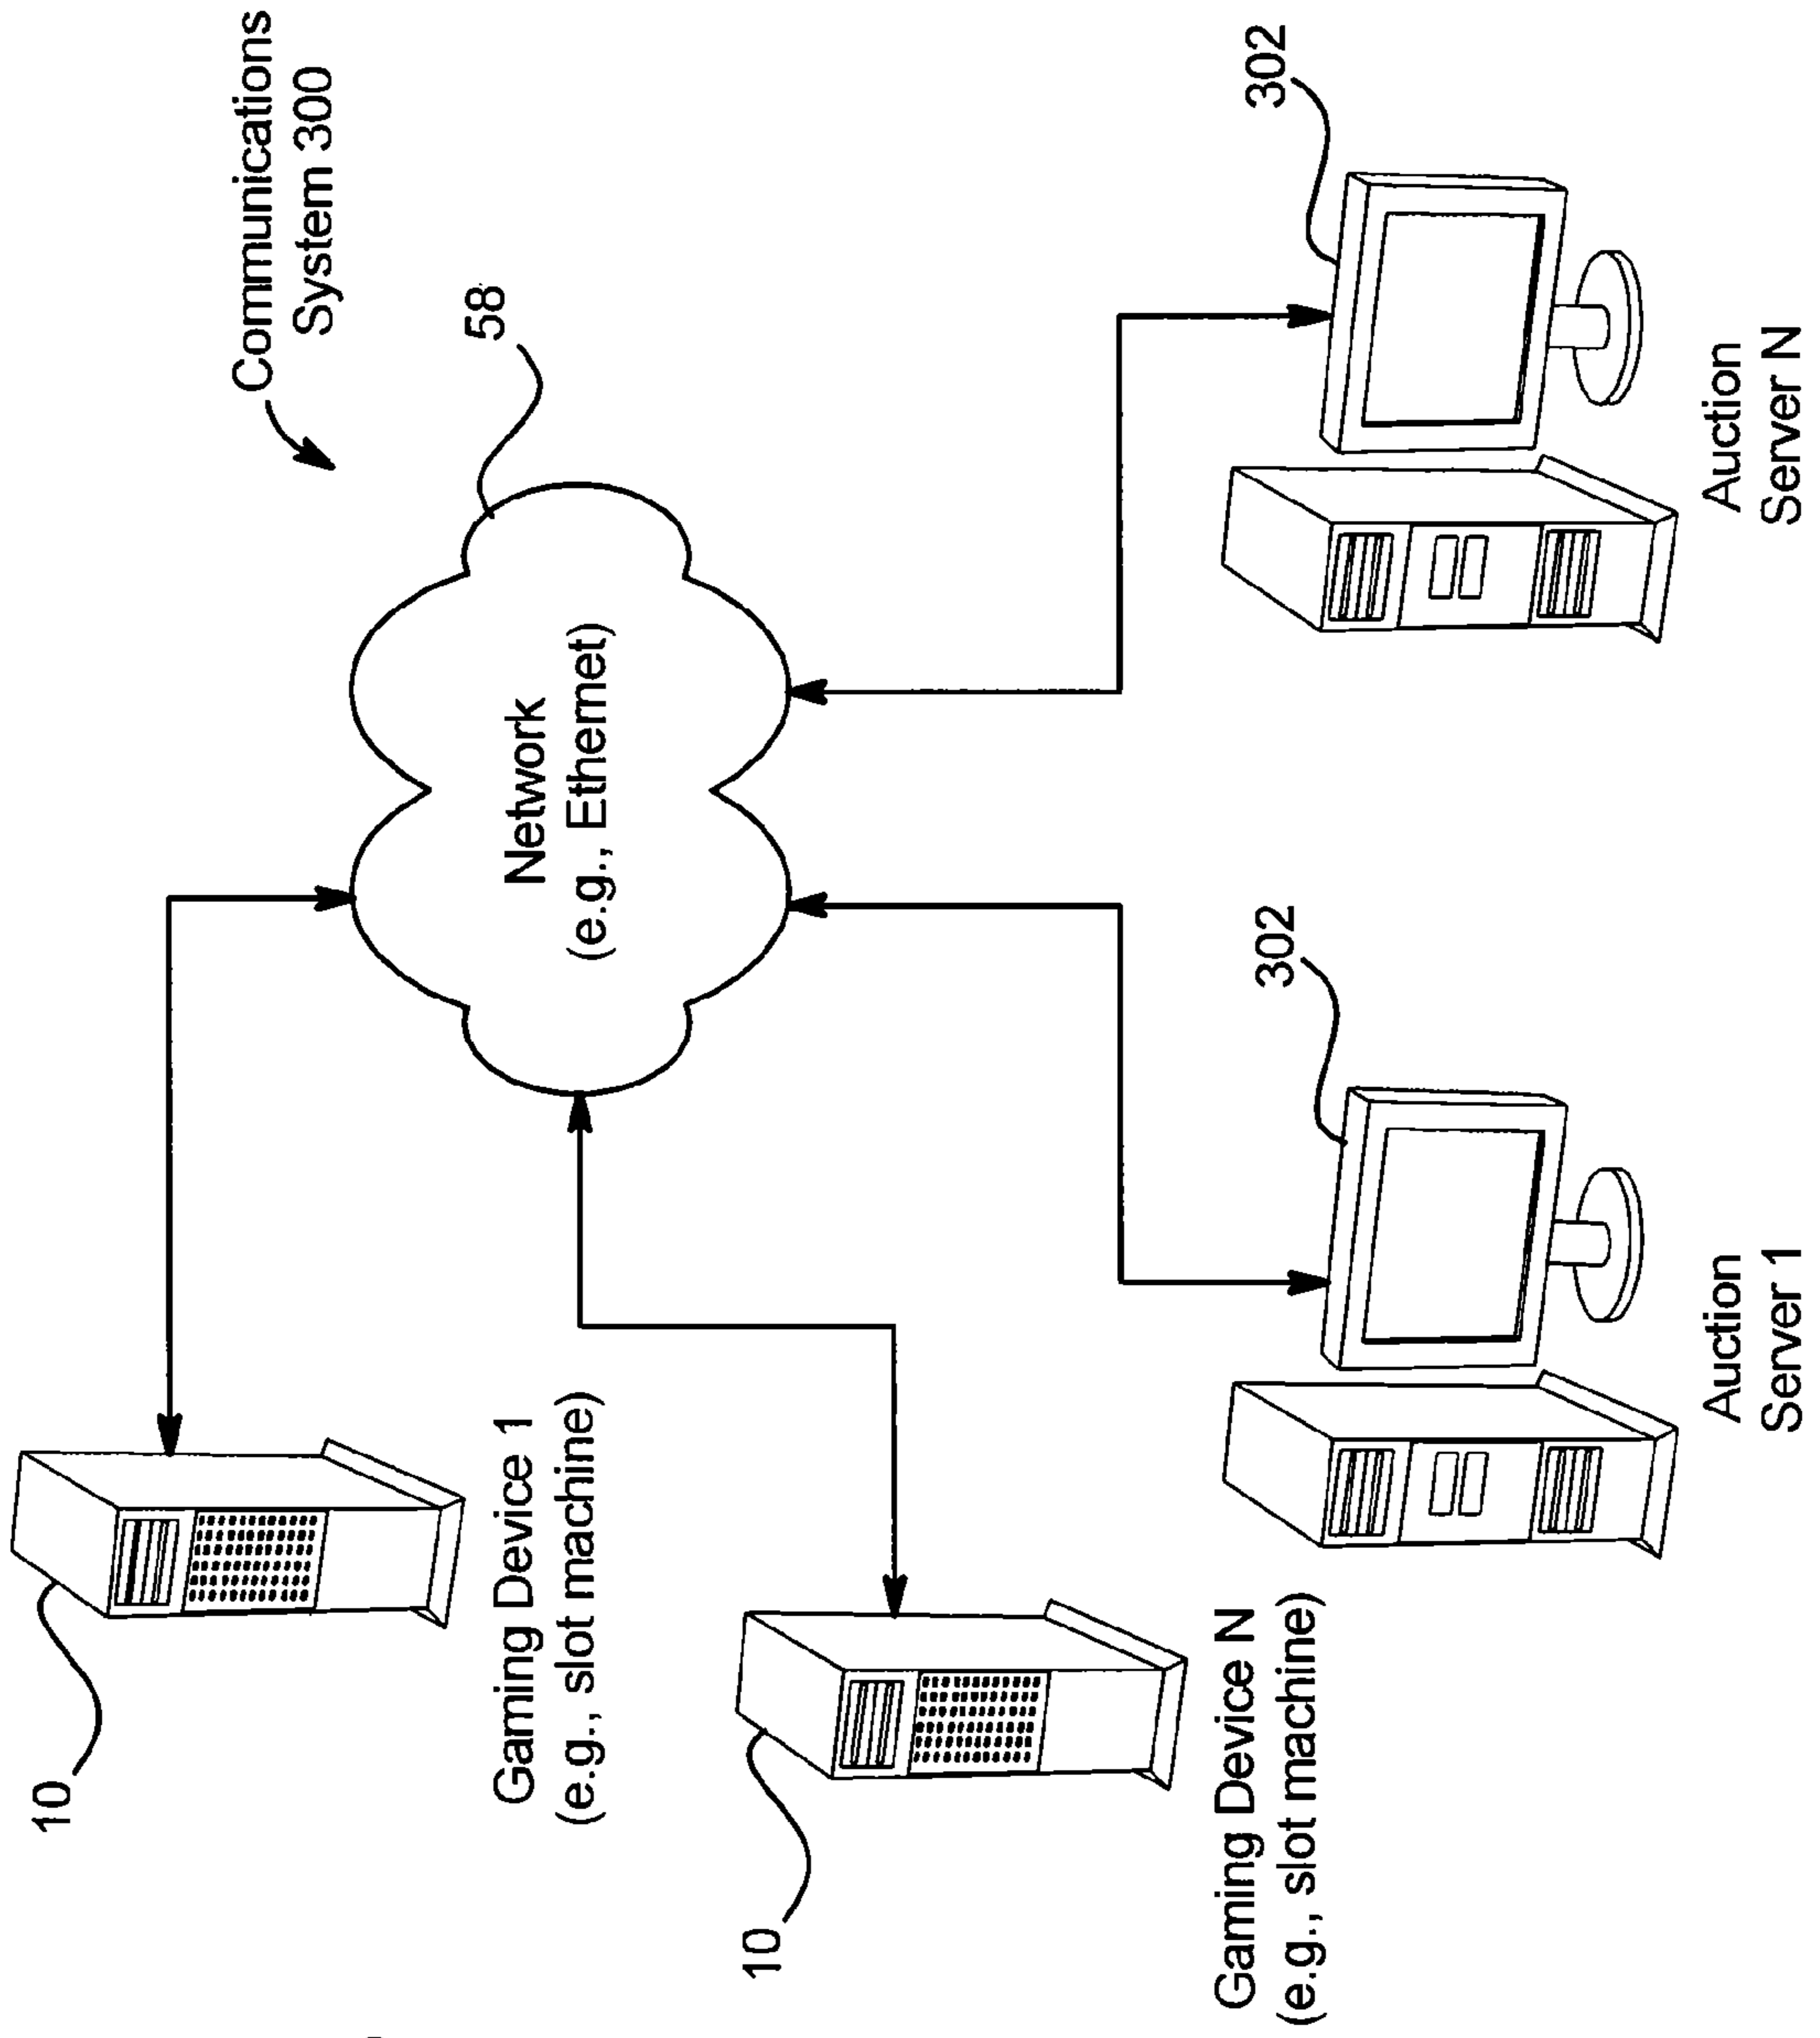 Communications
System 300
10
58
Network
(e.g., Ethernet)
Gaming Device 1
(e.g., slot machine)
10
302
302
Gaming Device N
(e.g., slot machine)
Auction
Server 1
Auction
Server N